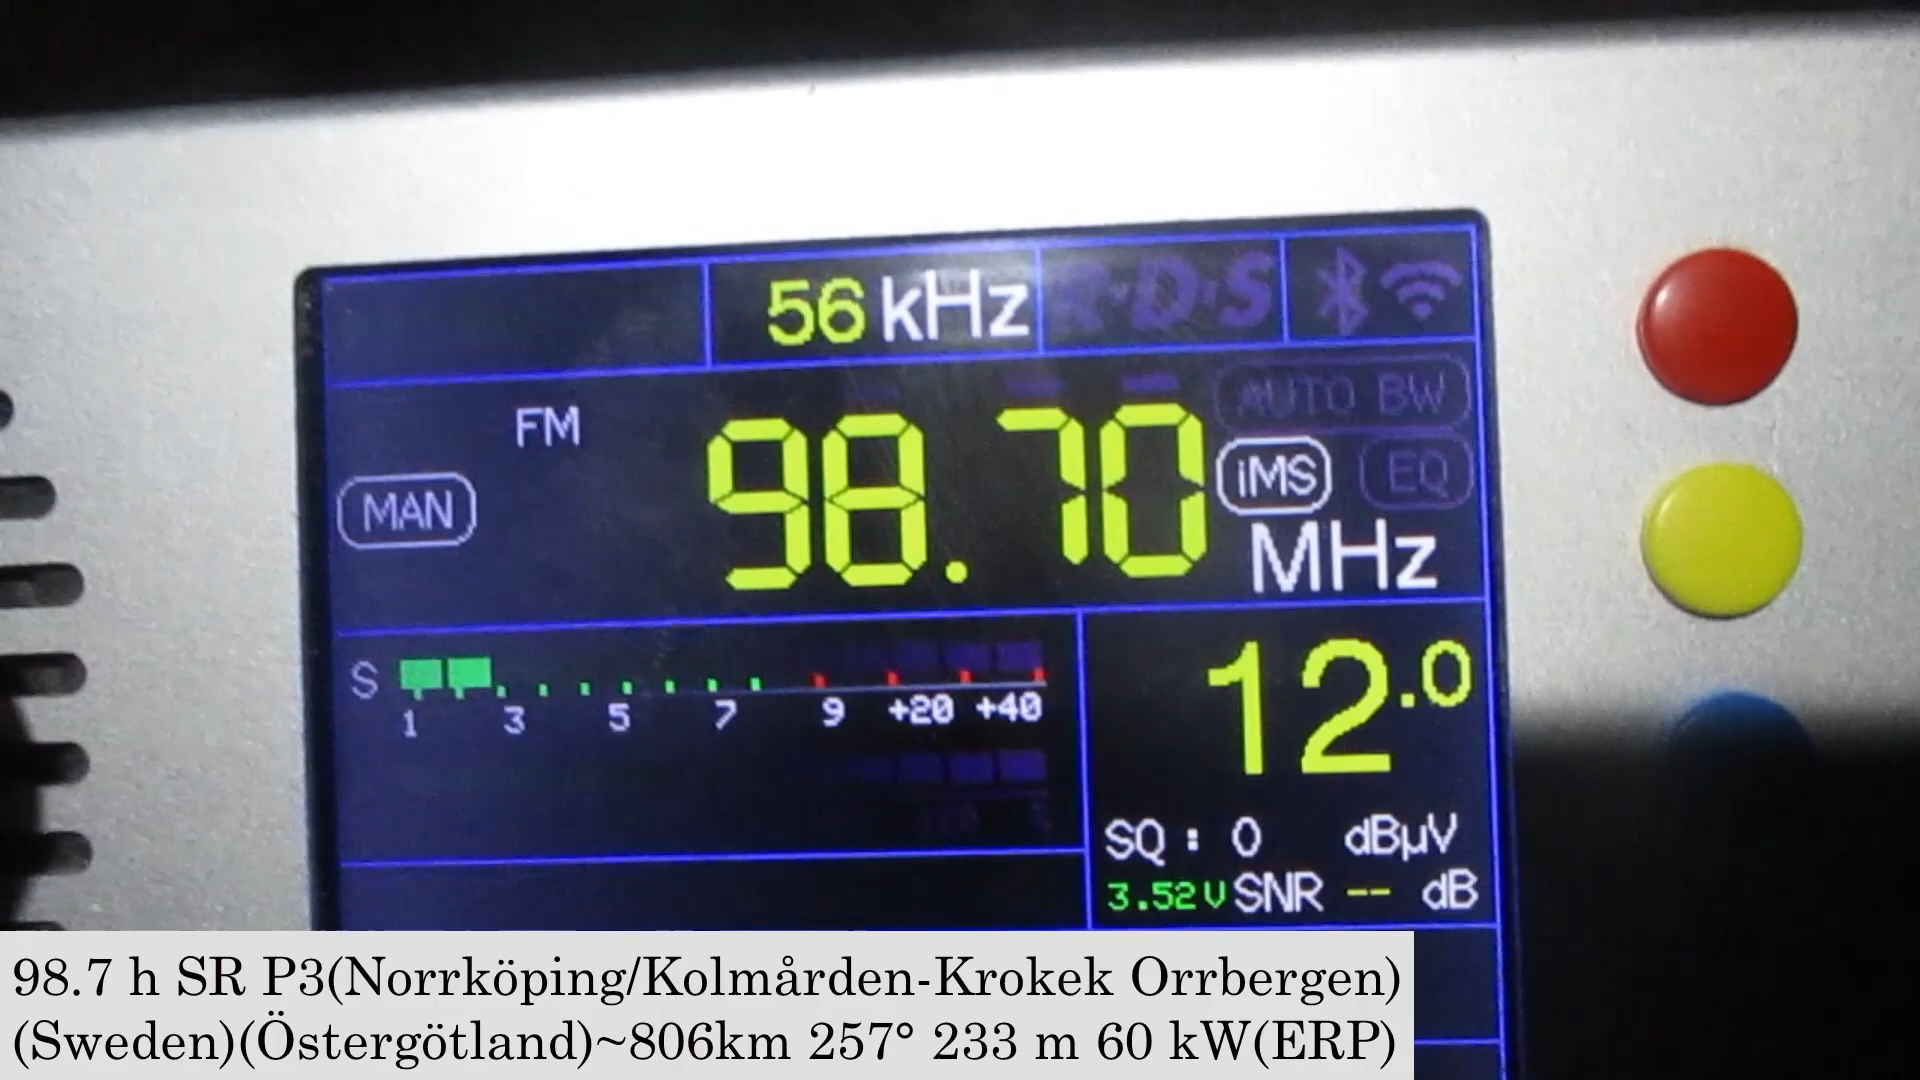 56 kHz R·D·S
AUTO BW
FM
98.70
MAN
iMS
EQ
MHz
S
1 3 5 7 9 +20 +40
12.0
SQ : 0 dBµV
3.52V SNR -- dB
98.7 h SR P3(Norrköping/Kolmården-Krokek Orrbergen)
(Sweden)(Östergötland)~806km 257° 233 m 60 kW(ERP)